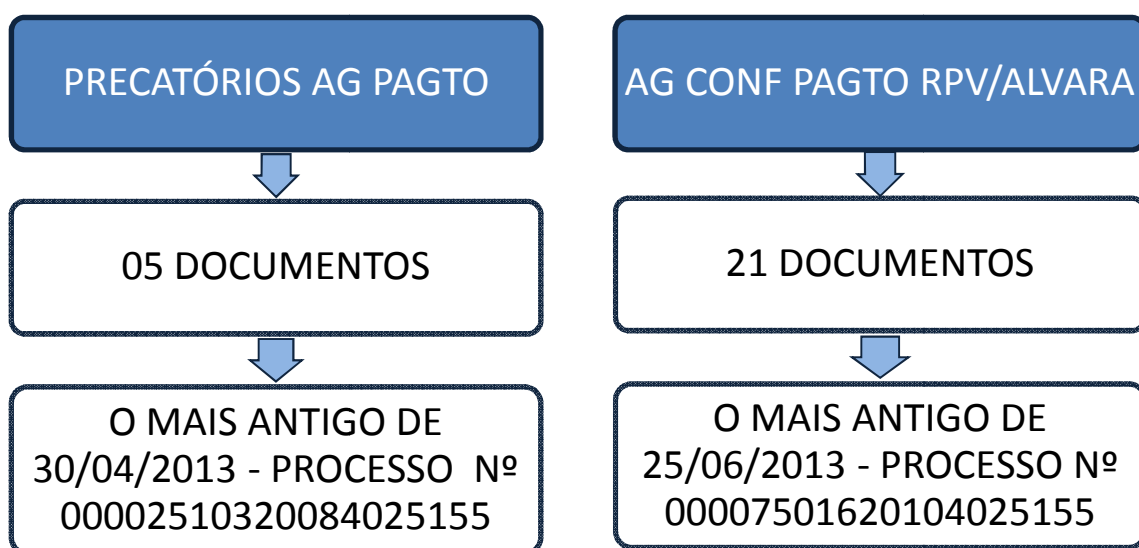 PRECATÓRIOS AG PAGTO
05 DOCUMENTOS
O MAIS ANTIGO DE
30/04/2013 - PROCESSO Nº
00002510320084025155
AG CONF PAGTO RPV/ALVARA
21 DOCUMENTOS
O MAIS ANTIGO DE
25/06/2013 - PROCESSO Nº
00007501620104025155